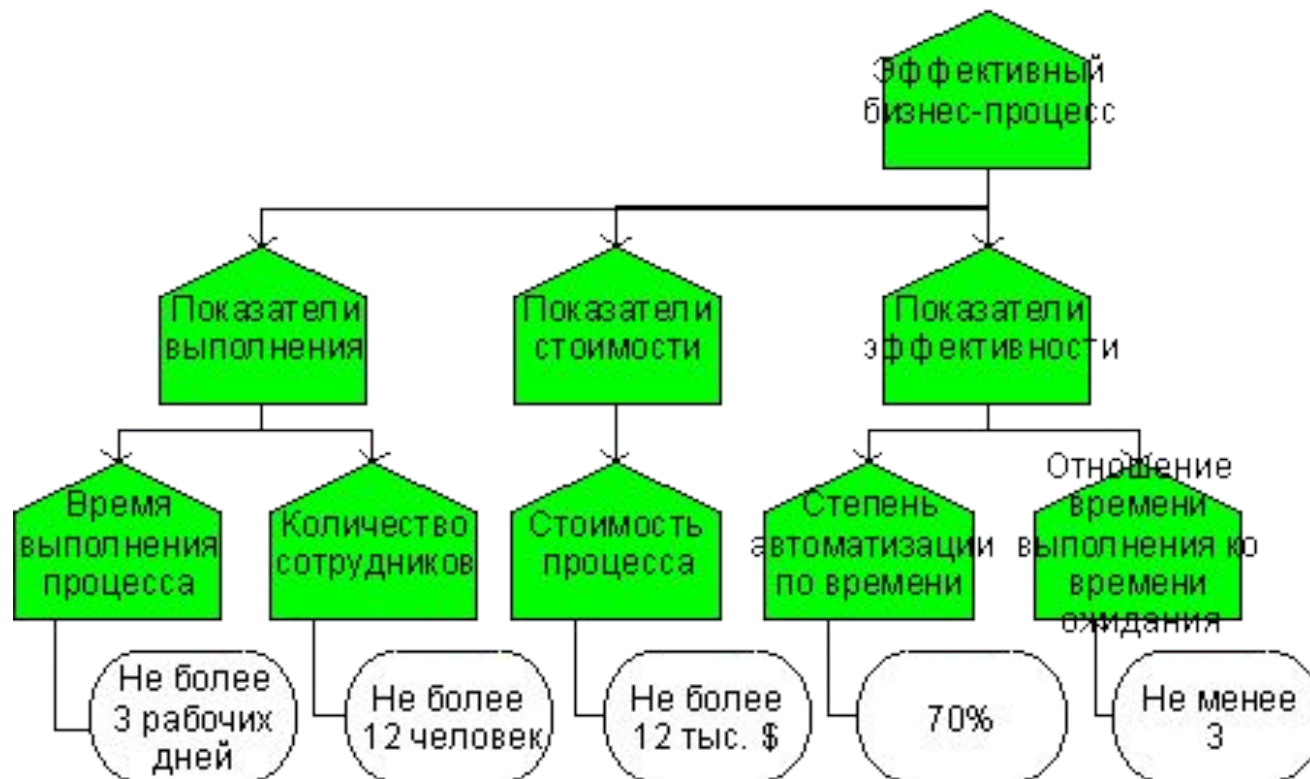 Эффективный
бизнес-процесс
Показатели
выполнения
Показатели
стоимости
Показатели
эффективности
Время
выполнения
процесса
Количество
сотрудников
Стоимость
процесса
Степень
автоматизации
по времени
Отношение
времени
выполнения ко
времени
ожидания
Не более
3 рабочих
дней
Не более
12 человек
Не более
12 тыс. $
70%
Не менее
3